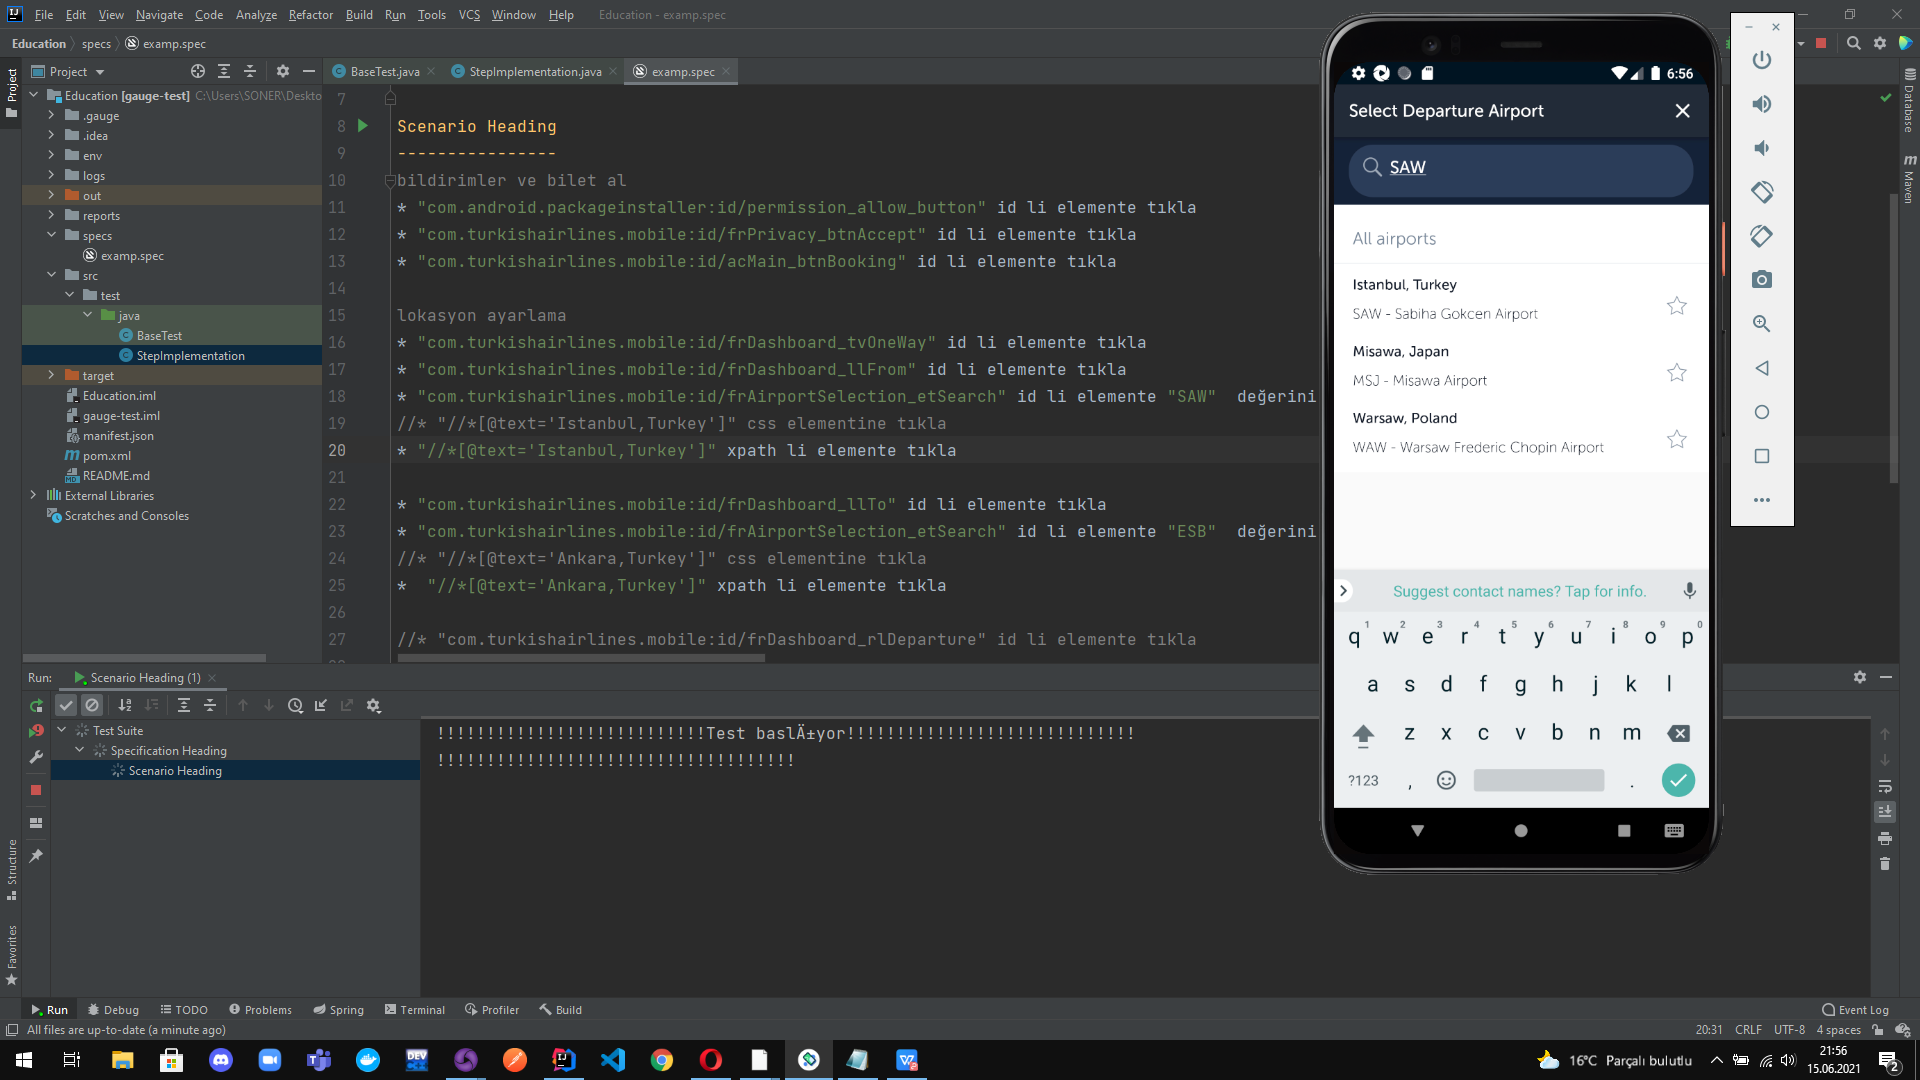 File Edit View Navigate Code Analyze Refactor Build Run Tools VCS Window Help Education - examp.spec
Education specs examp.spec
Project
BaseTest.java StepImplementation.java examp.spec
Education [gauge-test] C:\Users\SONER\Deskto
.gauge
.idea
env
logs
out
reports
specs
examp.spec
src
test
java
BaseTest
StepImplementation
target
Education.iml
gauge-test.iml
manifest.json
pom.xml
README.md
External Libraries
Scratches and Consoles
7
8 Scenario Heading
9 ----------------
10 bildirimler ve bilet al
11 * "com.android.packageinstaller:id/permission_allow_button" id li elemente tıkla
12 * "com.turkishairlines.mobile:id/frPrivacy_btnAccept" id li elemente tıkla
13 * "com.turkishairlines.mobile:id/acMain_btnBooking" id li elemente tıkla
14
15 lokasyon ayarlama
16 * "com.turkishairlines.mobile:id/frDashboard_tvOneWay" id li elemente tıkla
17 * "com.turkishairlines.mobile:id/frDashboard_llFrom" id li elemente tıkla
18 * "com.turkishairlines.mobile:id/frAirportSelection_etSearch" id li elemente "SAW"  değerini
19 //* "//*[@text='Istanbul,Turkey']" css elementine tıkla
20 * "//*[@text='Istanbul,Turkey']" xpath li elemente tıkla
21
22 * "com.turkishairlines.mobile:id/frDashboard_llTo" id li elemente tıkla
23 * "com.turkishairlines.mobile:id/frAirportSelection_etSearch" id li elemente "ESB"  değerini
24 //* "//*[@text='Ankara,Turkey']" css elementine tıkla
25 *  "//*[@text='Ankara,Turkey']" xpath li elemente tıkla
26
27 //* "com.turkishairlines.mobile:id/frDashboard_rlDeparture" id li elemente tıkla
Project
Structure
Favorites
Database
Maven
6:56
Select Departure Airport
SAW
All airports
Istanbul, Turkey
SAW - Sabiha Gokcen Airport
Misawa, Japan
MSJ - Misawa Airport
Warsaw, Poland
WAW - Warsaw Frederic Chopin Airport
Suggest contact names? Tap for info.
q1 w2 e3 r4 t5 y6 u7 i8 o9 p0
a s d f g h j k l
z x c v b n m
?123 , .
Run: Scenario Heading (1)
Test Suite
Specification Heading
Scenario Heading
!!!!!!!!!!!!!!!!!!!!!!!!!!!Test baslÄ±yor!!!!!!!!!!!!!!!!!!!!!!!!!!!!!
!!!!!!!!!!!!!!!!!!!!!!!!!!!!!!!!!!!!
Run Debug TODO Problems Spring Terminal Profiler Build Event Log
All files are up-to-date (a minute ago) 20:31 CRLF UTF-8 4 spaces
16°C Parçalı bulutlu 21:56
15.06.2021 2